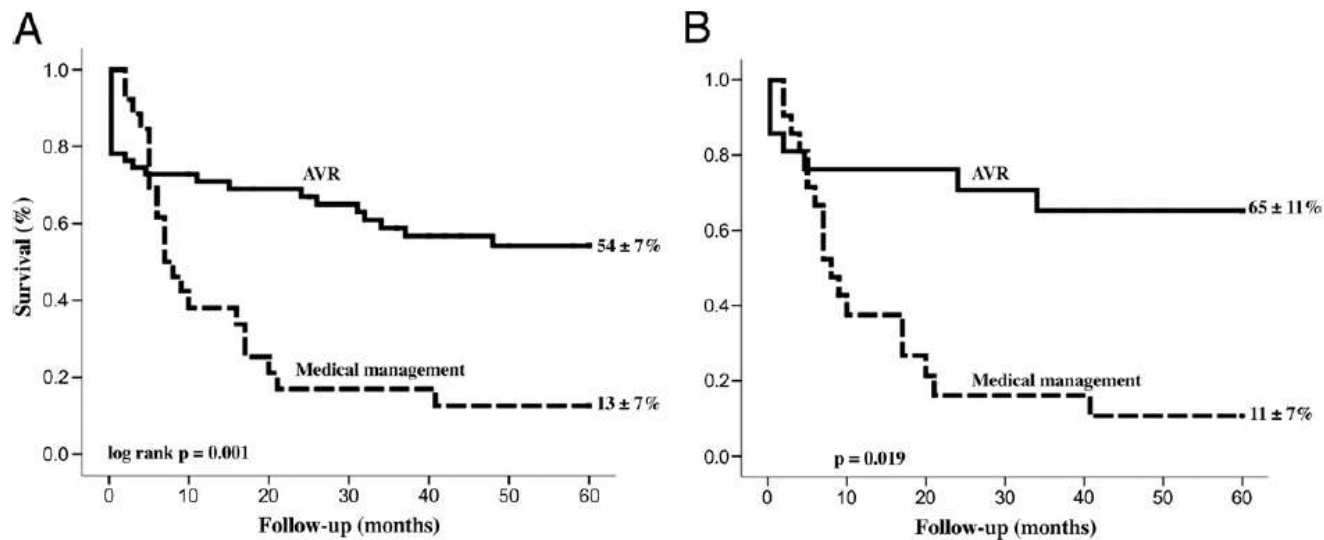 A
Survival (%)
1.0
0.8
0.6
0.4
0.2
0.0
AVR
54 ± 7%
Medical management
13 ± 7%
log rank p = 0.001
0 10 20 30 40 50 60
Follow-up (months)
B
1.0
0.8
0.6
0.4
0.2
0.0
AVR
65 ± 11%
Medical management
11 ± 7%
p = 0.019
0 10 20 30 40 50 60
Follow-up (months)